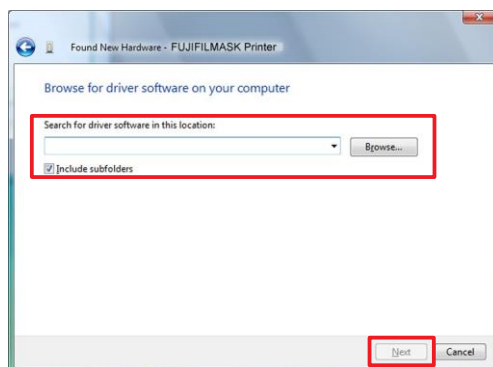 Found New Hardware - FUJIFILMASK Printer
Browse for driver software on your computer
Search for driver software in this location:
Browse...
Include subfolders
Next
Cancel